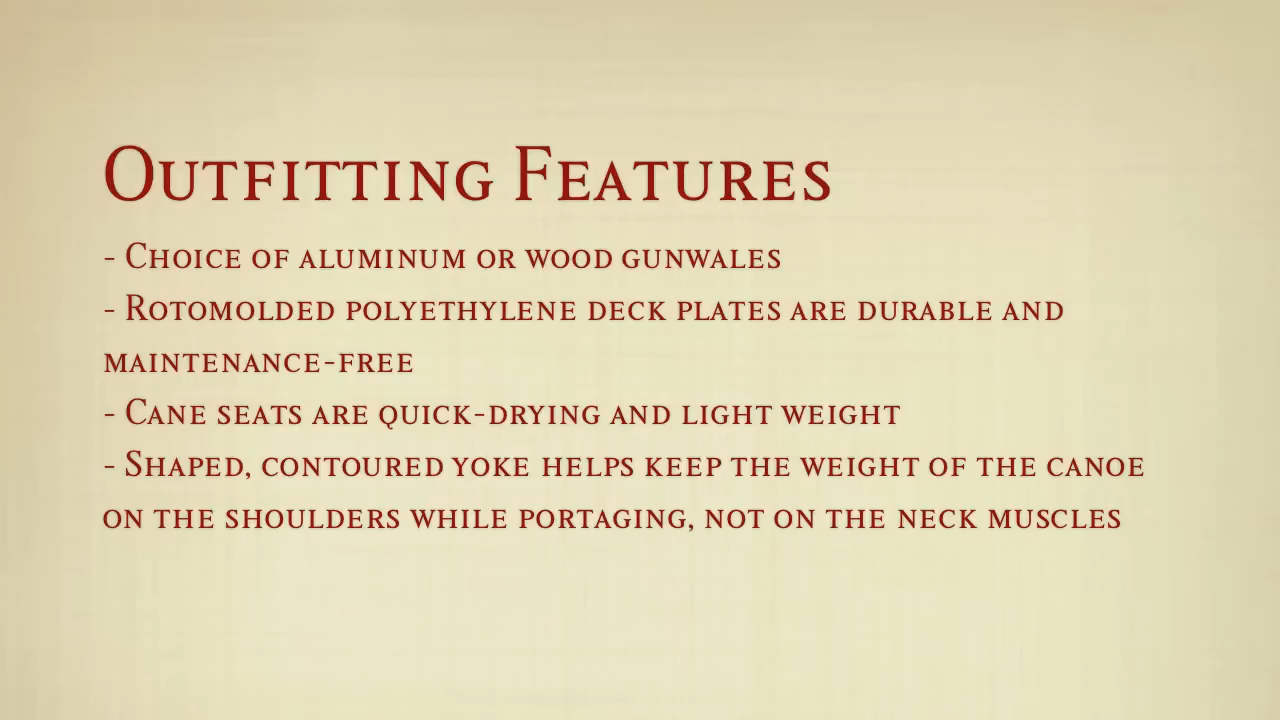 Outfitting Features
- Choice of aluminum or wood gunwales
- Rotomolded polyethylene deck plates are durable and
maintenance-free
- Cane seats are quick-drying and light weight
- Shaped, contoured yoke helps keep the weight of the canoe
on the shoulders while portaging, not on the neck muscles